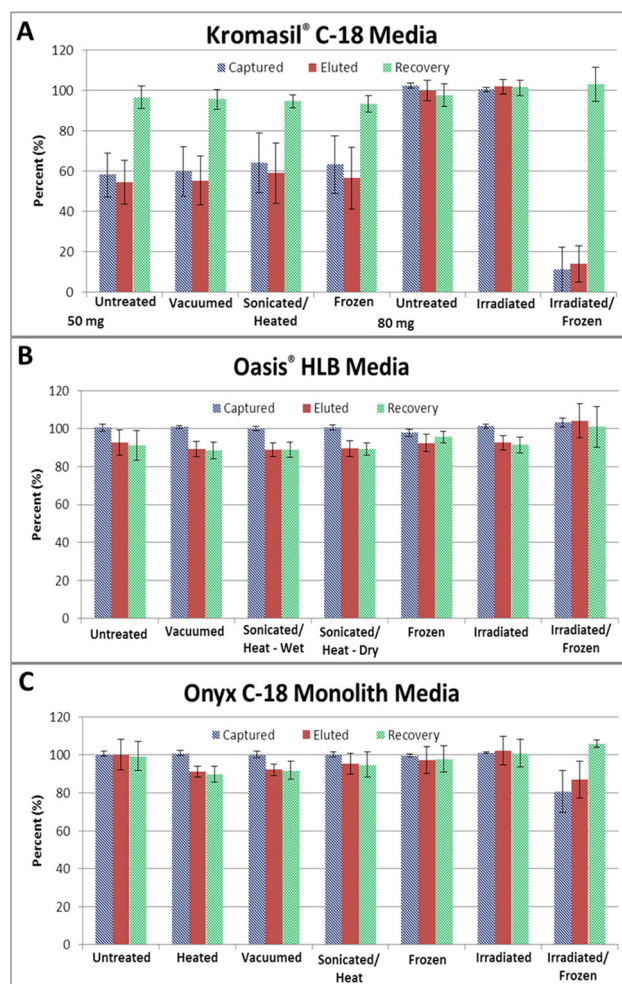 A
Kromasil® C-18 Media
120
Captured Eluted Recovery
100
80
60
40
20
0
Percent (%)
Untreated Vacuumed Sonicated/ Frozen Untreated Irradiated Irradiated/
50 mg Heated 80 mg Frozen
B
Oasis® HLB Media
120
Captured Eluted Recovery
100
80
60
40
20
0
Percent (%)
Untreated Vacuumed Sonicated/ Sonicated/ Frozen Irradiated Irradiated/
Heat - Wet Heat - Dry Frozen
C
Onyx C-18 Monolith Media
120
Captured Eluted Recovery
100
80
60
40
20
0
Percent (%)
Untreated Heated Vacuumed Sonicated/ Frozen Irradiated Irradiated/
Heat Frozen